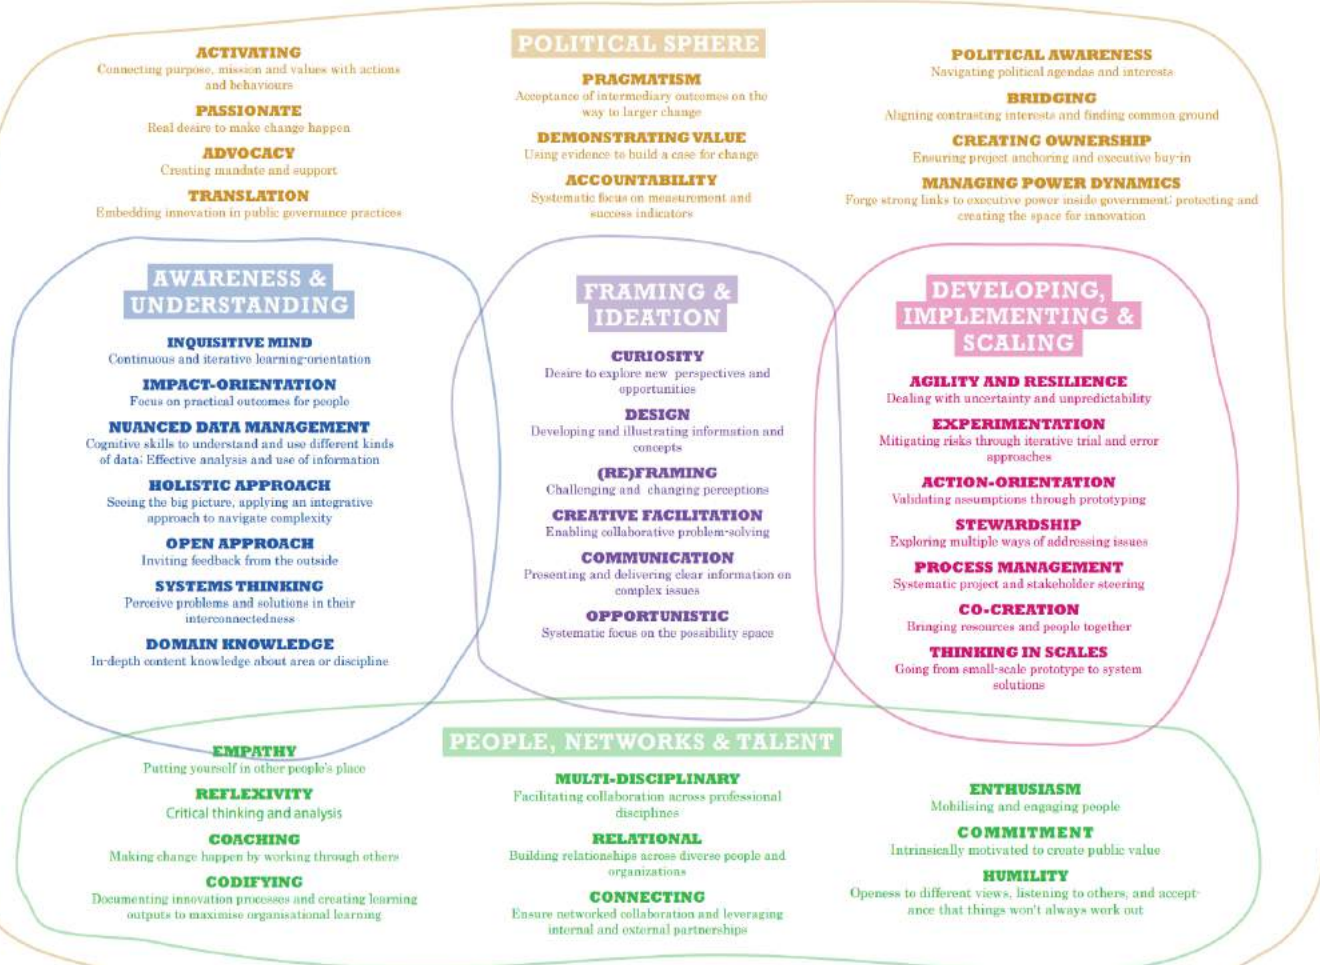 POLITICAL SPHERE
ACTIVATING
Connecting purpose, mission and values with actions
and behaviours
PASSIONATE
Real desire to make change happen
ADVOCACY
Creating mandate and support
TRANSLATION
Embedding innovation in public governance practices
PRAGMATISM
Acceptance of intermediary outcomes on the
way to larger change
DEMONSTRATING VALUE
Using evidence to build a case for change
ACCOUNTABILITY
Systematic focus on measurement and
success indicators
POLITICAL AWARENESS
Navigating political agendas and interests
BRIDGING
Aligning contrasting interests and finding common ground
CREATING OWNERSHIP
Ensuring project anchoring and executive buy-in
MANAGING POWER DYNAMICS
Forge strong links to executive power inside government; protecting and
creating the space for innovation
AWARENESS &
UNDERSTANDING
INQUISITIVE MIND
Continuous and iterative learning-orientation
IMPACT-ORIENTATION
Focus on practical outcomes for people
NUANCED DATA MANAGEMENT
Cognitive skills to understand and use different kinds
of data; Effective analysis and use of information
HOLISTIC APPROACH
Seeing the big picture, applying an integrative
approach to navigate complexity
OPEN APPROACH
Inviting feedback from the outside
SYSTEMS THINKING
Perceive problems and solutions in their
interconnectedness
DOMAIN KNOWLEDGE
In-depth content knowledge about area or discipline
FRAMING &
IDEATION
CURIOSITY
Desire to explore new perspectives and
opportunities
DESIGN
Developing and illustrating information and
concepts
(RE)FRAMING
Challenging and changing perceptions
CREATIVE FACILITATION
Enabling collaborative problem-solving
COMMUNICATION
Presenting and delivering clear information on
complex issues
OPPORTUNISTIC
Systematic focus on the possibility space
DEVELOPING,
IMPLEMENTING &
SCALING
AGILITY AND RESILIENCE
Dealing with uncertainty and unpredictability
EXPERIMENTATION
Mitigating risks through iterative trial and error
approaches
ACTION-ORIENTATION
Validating assumptions through prototyping
STEWARDSHIP
Exploring multiple ways of addressing issues
PROCESS MANAGEMENT
Systematic project and stakeholder steering
CO-CREATION
Bringing resources and people together
THINKING IN SCALES
Going from small-scale prototype to system
solutions
PEOPLE, NETWORKS & TALENT
EMPATHY
Putting yourself in other people's place
REFLEXIVITY
Critical thinking and analysis
COACHING
Making change happen by working through others
CODIFYING
Documenting innovation processes and creating learning
outputs to maximise organisational learning
MULTI-DISCIPLINARY
Facilitating collaboration across professional
disciplines
RELATIONAL
Building relationships across diverse people and
organizations
CONNECTING
Ensure networked collaboration and leveraging
internal and external partnerships
ENTHUSIASM
Mobilising and engaging people
COMMITMENT
Intrinsically motivated to create public value
HUMILITY
Openess to different views, listening to others, and accept-
ance that things won't always work out